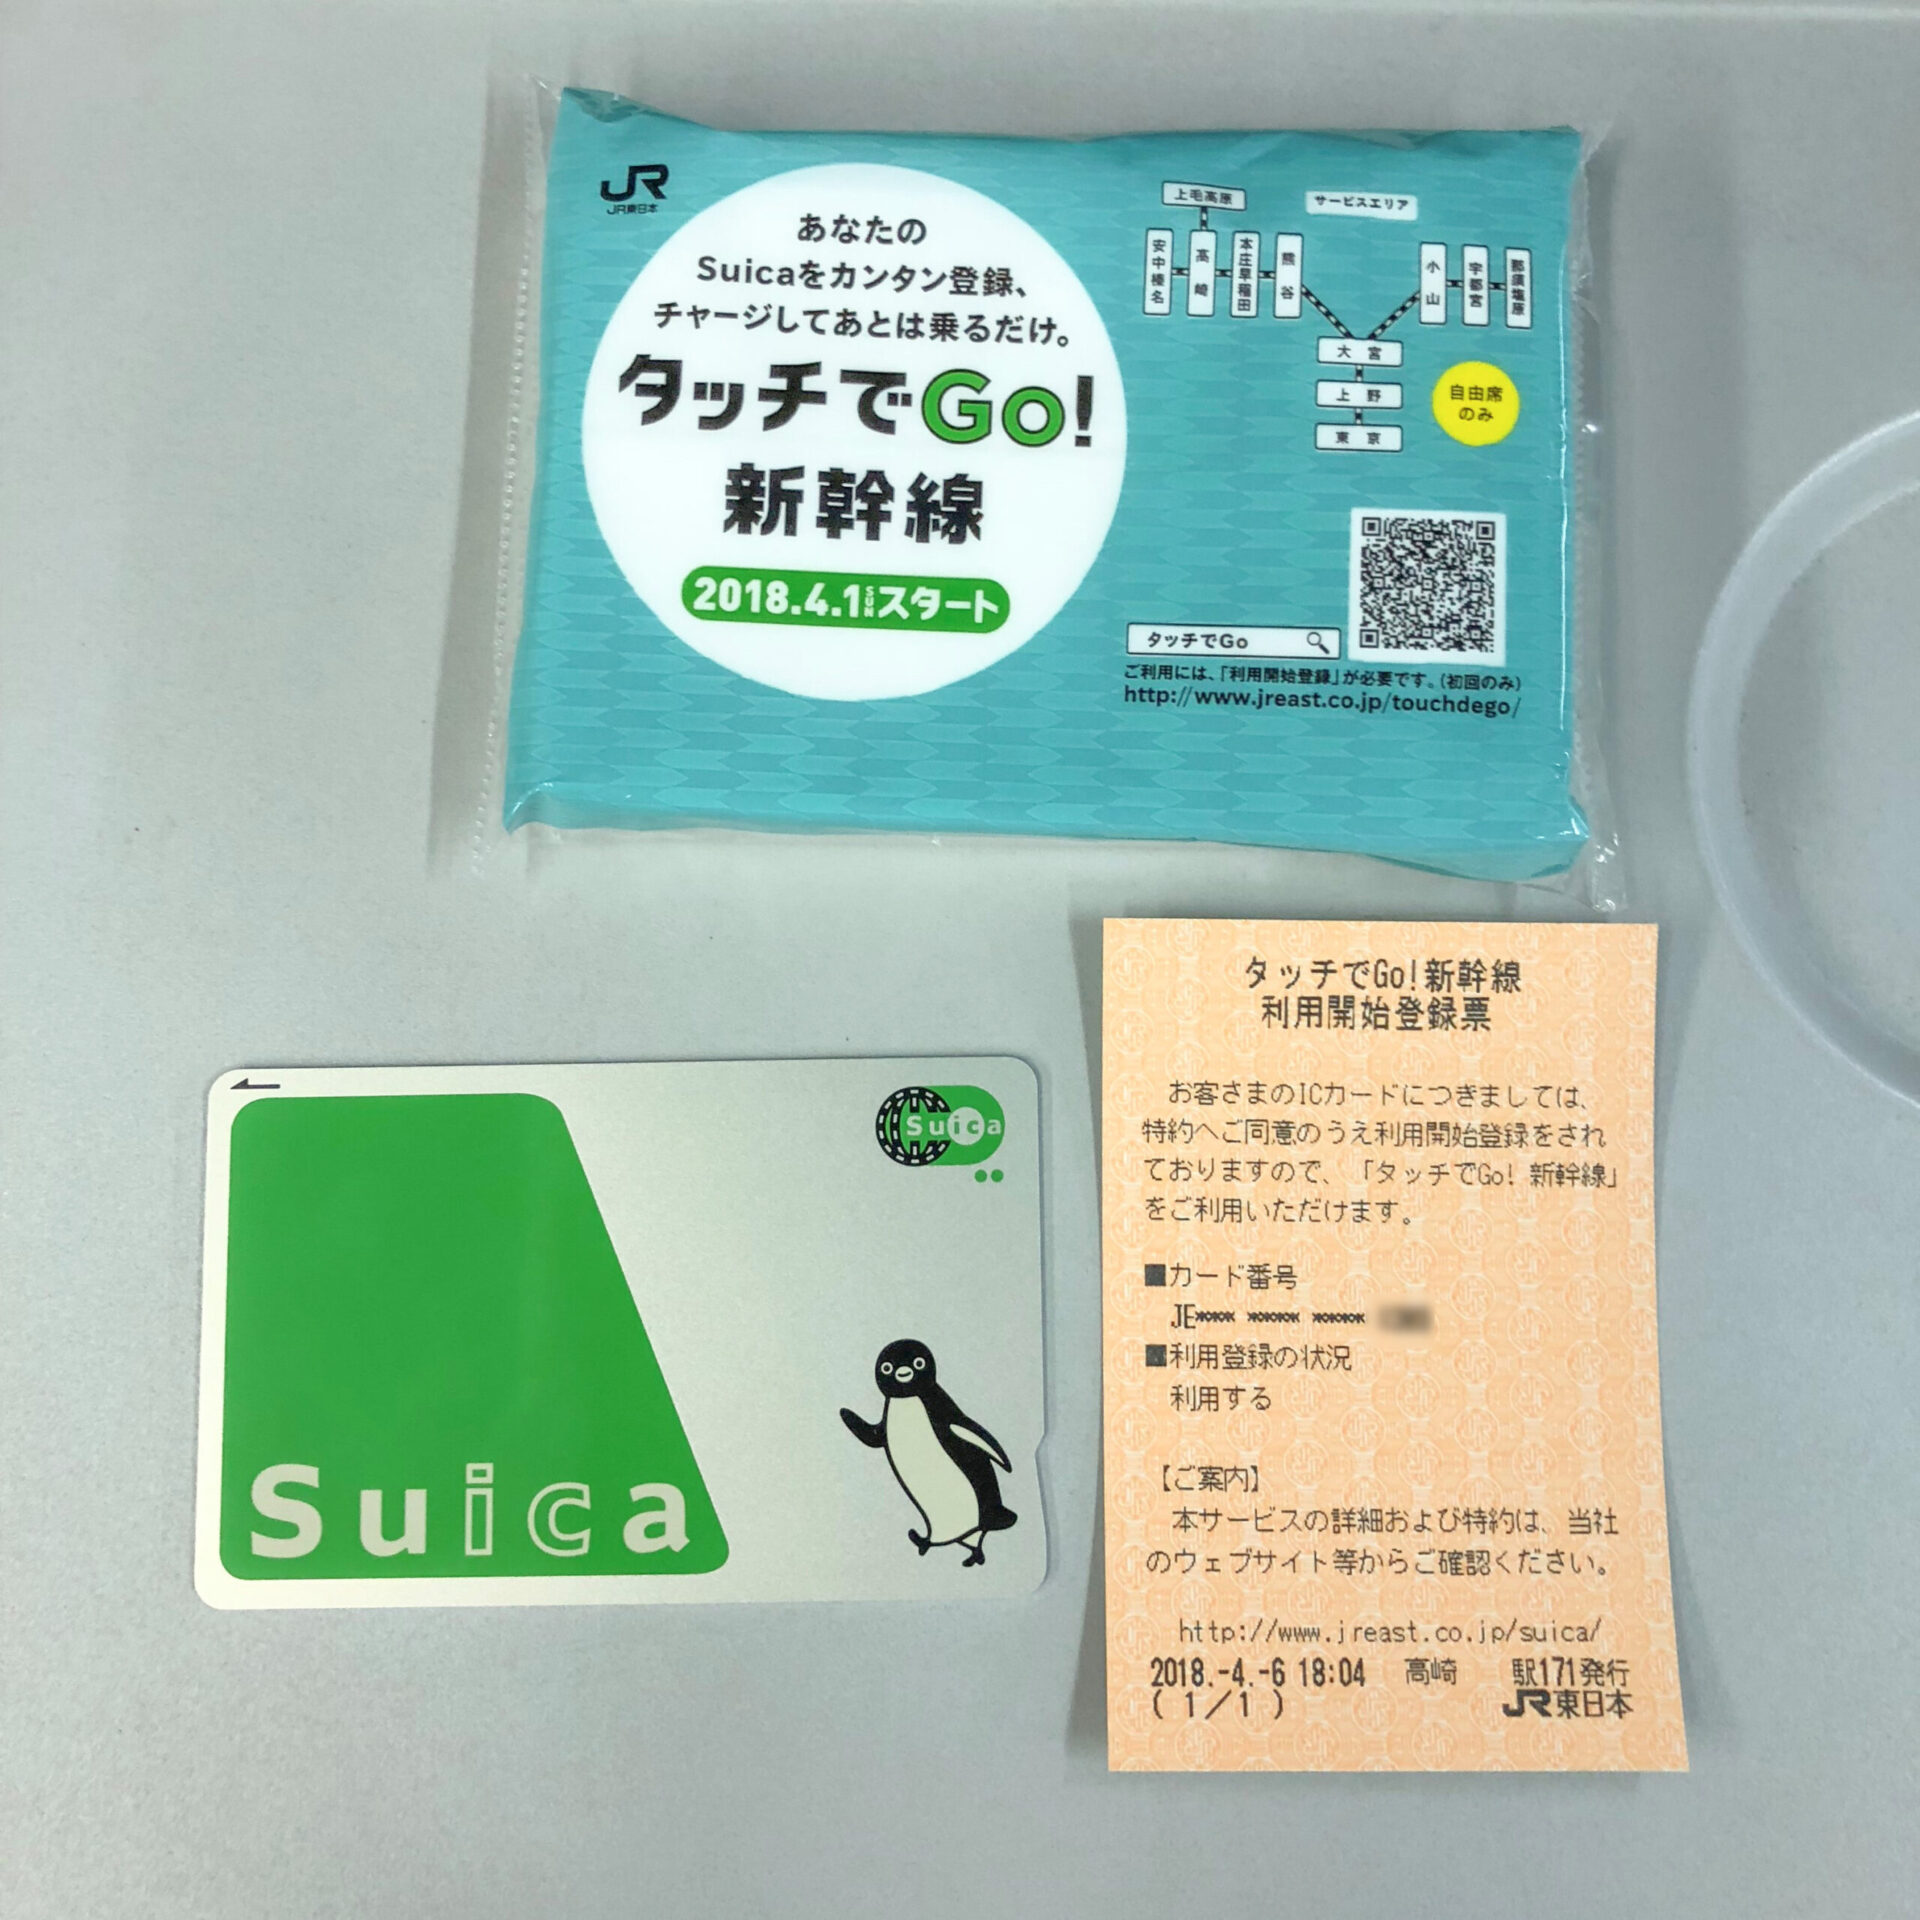 JR
JR東日本
あなたの
Suicaをカンタン登録、
チャージしてあとは乗るだけ。
タッチでGo!
新幹線
2018.4.1SUNスタート
サービスエリア
上毛高原
安中榛名
高崎
本庄早稲田
熊谷
小山
宇都宮
那須塩原
大宮
上野
東京
自由席
のみ
タッチでGo
ご利用には、「利用開始登録」が必要です。(初回のみ)
http://www.jreast.co.jp/touchdego/
Suica
Suica
タッチでGo!新幹線
利用開始登録票
お客さまのICカードにつきましては、
特約へご同意のうえ利用開始登録をされ
ておりますので、「タッチでGo! 新幹線」
をご利用いただけます。
■カード番号
JE*** **** ****
■利用登録の状況
利用する
【ご案内】
本サービスの詳細および特約は、当社
のウェブサイト等からご確認ください。
http://www.jreast.co.jp/suica/
2018.-4.-6 18:04 高崎 駅171発行
( 1/1 ) JR東日本